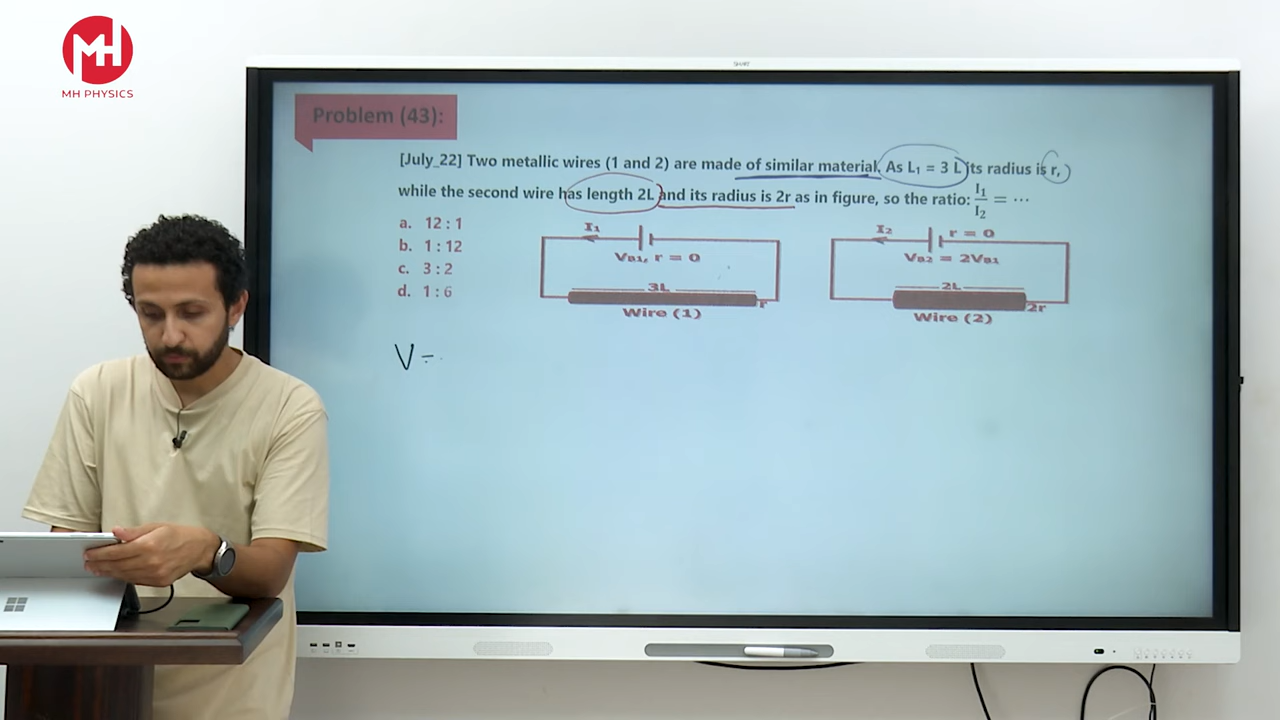 MH
MH PHYSICS
SMART
Problem (43):
[July_22] Two metallic wires (1 and 2) are made of similar material. As L₁ = 3 L its radius is r,
while the second wire has length 2L and its radius is 2r as in figure, so the ratio: I₁/I₂ = ...
a. 12 : 1
b. 1 : 12
c. 3 : 2
d. 1 : 6
I₁
VB1, r = 0
3L
r
Wire (1)
I₂
r = 0
VB2 = 2VB1
2L
2r
Wire (2)
V =